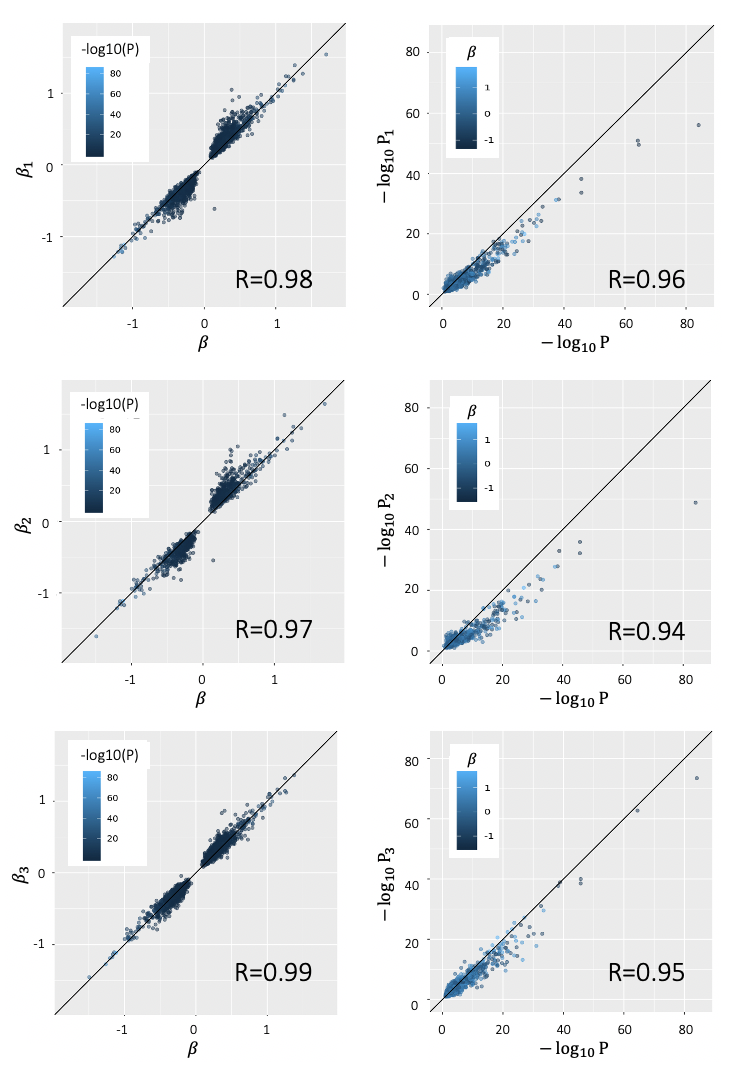 -log10(P)
80
60
40
20
1
0
-1
β₁
R=0.98
-1 0 1
β
β
1
0
-1
80
60
40
20
0
− log₁₀ P₁
R=0.96
0 20 40 60 80
− log₁₀ P
-log10(P)
80
60
40
20
1
0
-1
β₂
R=0.97
-1 0 1
β
β
1
0
-1
80
60
40
20
0
− log₁₀ P₂
R=0.94
0 20 40 60 80
− log₁₀ P
-log10(P)
80
60
40
20
1
0
-1
β₃
R=0.99
-1 0 1
β
β
1
0
-1
80
60
40
20
0
− log₁₀ P₃
R=0.95
0 20 40 60 80
− log₁₀ P